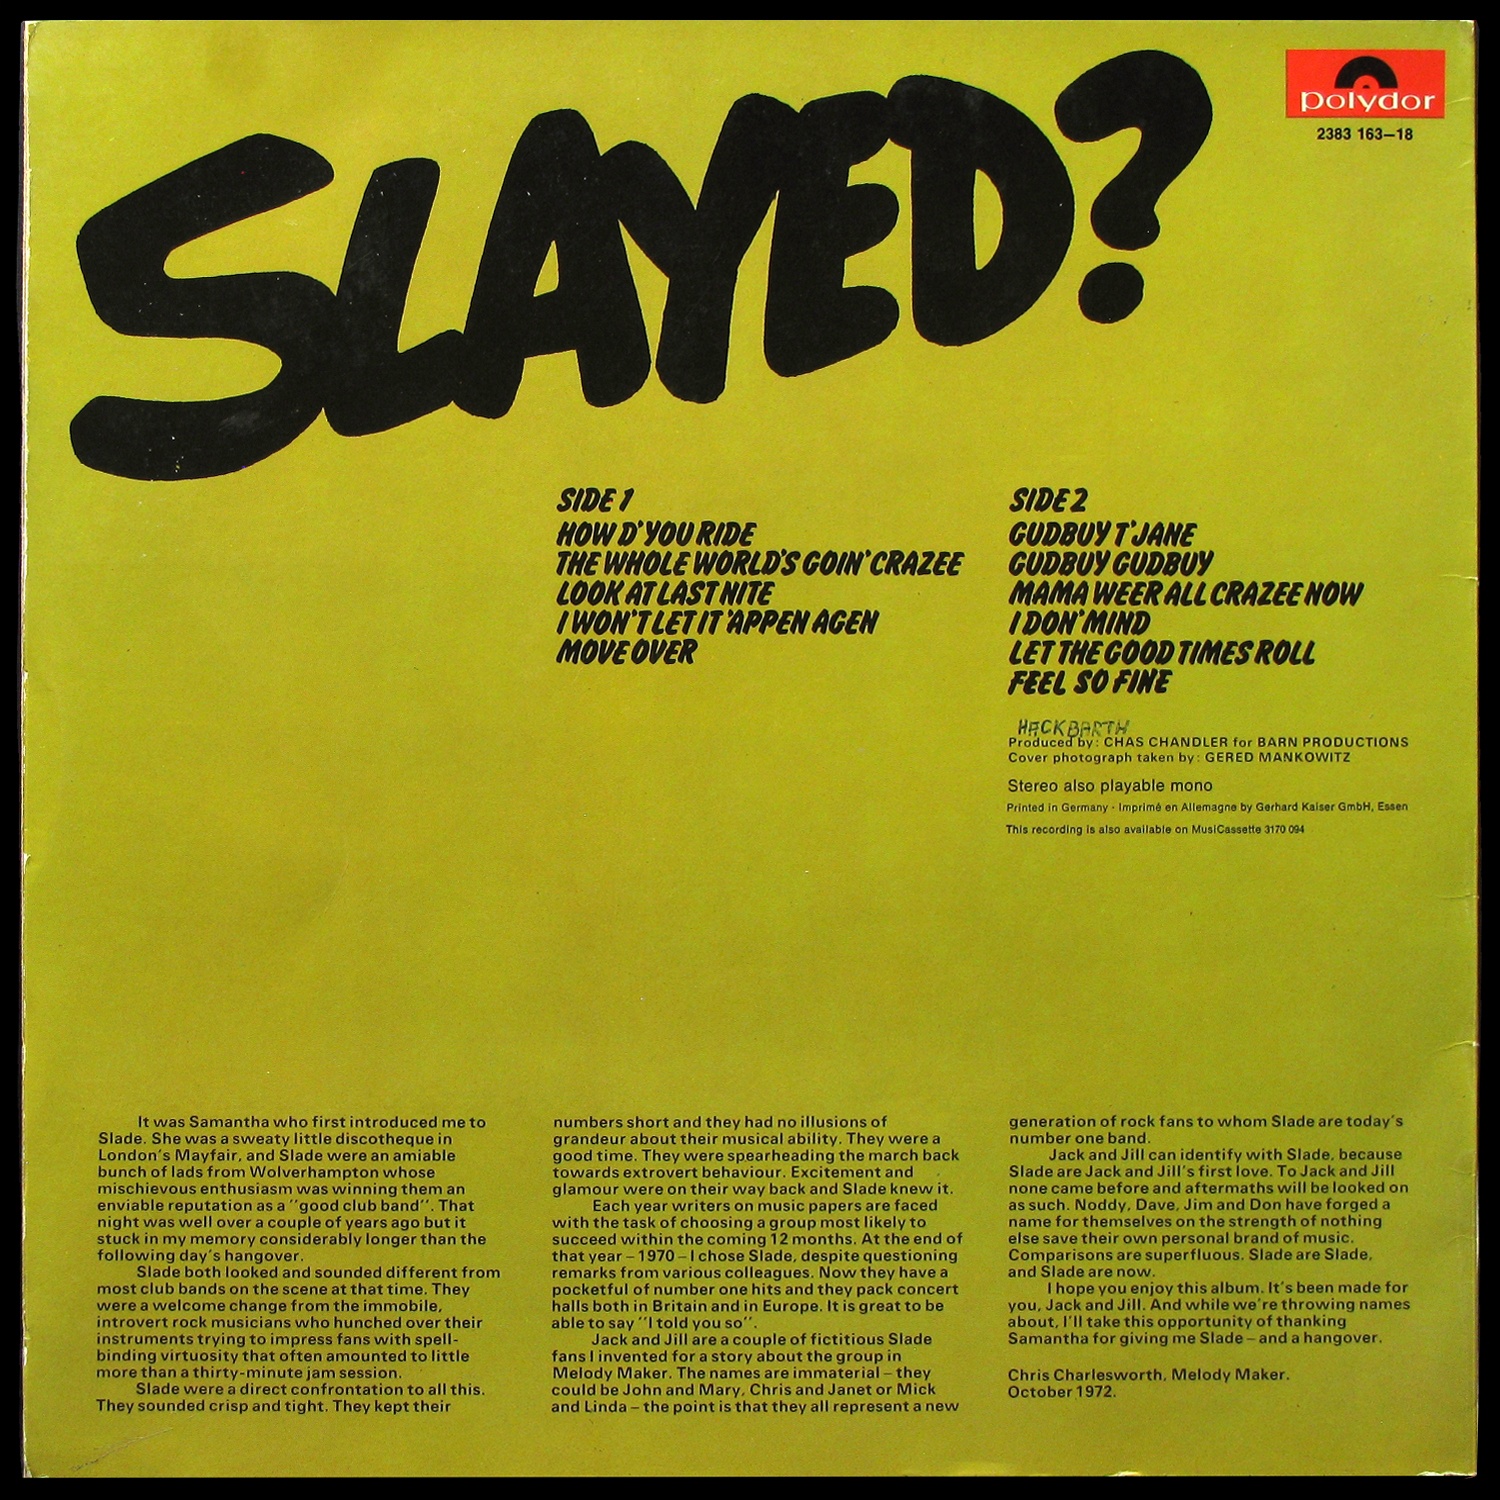 SLAYED?
polydor
2383 163–18
SIDE 1
HOW D'YOU RIDE
THE WHOLE WORLD'S GOIN' CRAZEE
LOOK AT LAST NITE
I WON'T LET IT 'APPEN AGEN
MOVE OVER
SIDE 2
GUDBUY T'JANE
GUDBUY GUDBUY
MAMA WEER ALL CRAZEE NOW
I DON' MIND
LET THE GOOD TIMES ROLL
FEEL SO FINE
HACKBARTH
Produced by: CHAS CHANDLER for BARN PRODUCTIONS
Cover photograph taken by: GERED MANKOWITZ
Stereo also playable mono
Printed in Germany · Imprimé en Allemagne by Gerhard Kaiser GmbH, Essen
This recording is also available on MusiCassette 3170 094
It was Samantha who first introduced me to
Slade. She was a sweaty little discotheque in
London's Mayfair, and Slade were an amiable
bunch of lads from Wolverhampton whose
mischievous enthusiasm was winning them an
enviable reputation as a "good club band". That
night was well over a couple of years ago but it
stuck in my memory considerably longer than the
following day's hangover.
Slade both looked and sounded different from
most club bands on the scene at that time. They
were a welcome change from the immobile,
introvert rock musicians who hunched over their
instruments trying to impress fans with spell-
binding virtuosity that often amounted to little
more than a thirty-minute jam session.
Slade were a direct confrontation to all this.
They sounded crisp and tight. They kept their
numbers short and they had no illusions of
grandeur about their musical ability. They were a
good time. They were spearheading the march back
towards extrovert behaviour. Excitement and
glamour were on their way back and Slade knew it.
Each year writers on music papers are faced
with the task of choosing a group most likely to
succeed within the coming 12 months. At the end of
that year – 1970 – I chose Slade, despite questioning
remarks from various colleagues. Now they have a
pocketful of number one hits and they pack concert
halls both in Britain and in Europe. It is great to be
able to say "I told you so".
Jack and Jill are a couple of fictitious Slade
fans I invented for a story about the group in
Melody Maker. The names are immaterial – they
could be John and Mary, Chris and Janet or Mick
and Linda – the point is that they all represent a new
generation of rock fans to whom Slade are today's
number one band.
Jack and Jill can identify with Slade, because
Slade are Jack and Jill's first love. To Jack and Jill
none came before and aftermaths will be looked on
as such. Noddy, Dave, Jim and Don have forged a
name for themselves on the strength of nothing
else save their own personal brand of music.
Comparisons are superfluous. Slade are Slade,
and Slade are now.
I hope you enjoy this album. It's been made for
you, Jack and Jill. And while we're throwing names
about, I'll take this opportunity of thanking
Samantha for giving me Slade – and a hangover.
Chris Charlesworth, Melody Maker.
October 1972.